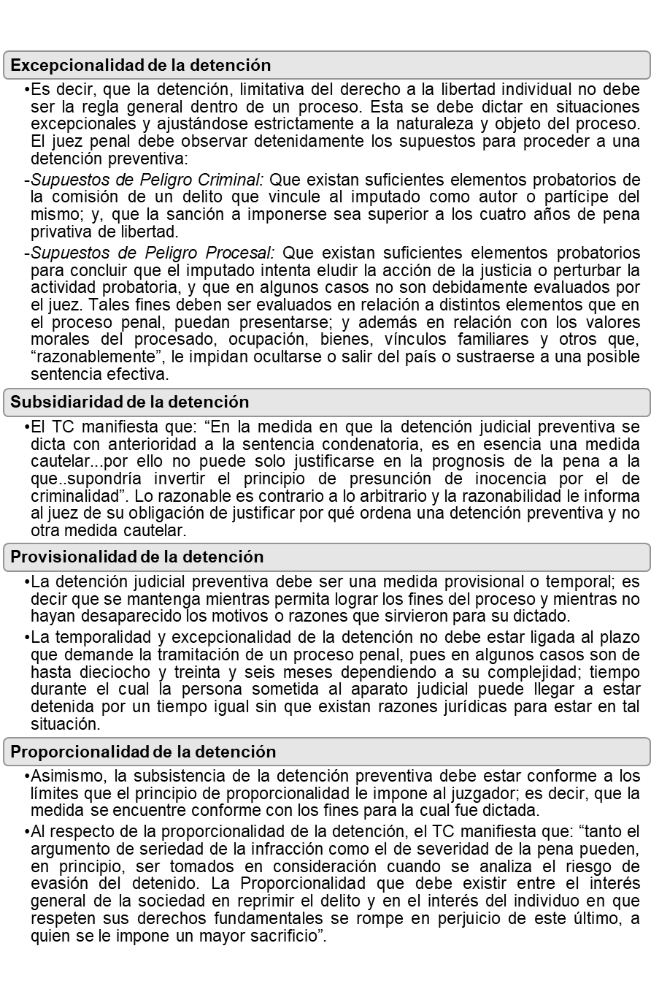 Excepcionalidad de la detención
•Es decir, que la detención, limitativa del derecho a la libertad individual no debe
ser la regla general dentro de un proceso. Esta se debe dictar en situaciones
excepcionales y ajustándose estrictamente a la naturaleza y objeto del proceso.
El juez penal debe observar detenidamente los supuestos para proceder a una
detención preventiva:
-Supuestos de Peligro Criminal: Que existan suficientes elementos probatorios de
la comisión de un delito que vincule al imputado como autor o partícipe del
mismo; y, que la sanción a imponerse sea superior a los cuatro años de pena
privativa de libertad.
-Supuestos de Peligro Procesal: Que existan suficientes elementos probatorios
para concluir que el imputado intenta eludir la acción de la justicia o perturbar la
actividad probatoria, y que en algunos casos no son debidamente evaluados por
el juez. Tales fines deben ser evaluados en relación a distintos elementos que en
el proceso penal, puedan presentarse; y además en relación con los valores
morales del procesado, ocupación, bienes, vínculos familiares y otros que,
“razonablemente”, le impidan ocultarse o salir del país o sustraerse a una posible
sentencia efectiva.
Subsidiaridad de la detención
•El TC manifiesta que: “En la medida en que la detención judicial preventiva se
dicta con anterioridad a la sentencia condenatoria, es en esencia una medida
cautelar...por ello no puede solo justificarse en la prognosis de la pena a la
que..supondría invertir el principio de presunción de inocencia por el de
criminalidad”. Lo razonable es contrario a lo arbitrario y la razonabilidad le informa
al juez de su obligación de justificar por qué ordena una detención preventiva y no
otra medida cautelar.
Provisionalidad de la detención
•La detención judicial preventiva debe ser una medida provisional o temporal; es
decir que se mantenga mientras permita lograr los fines del proceso y mientras no
hayan desaparecido los motivos o razones que sirvieron para su dictado.
•La temporalidad y excepcionalidad de la detención no debe estar ligada al plazo
que demande la tramitación de un proceso penal, pues en algunos casos son de
hasta dieciocho y treinta y seis meses dependiendo a su complejidad; tiempo
durante el cual la persona sometida al aparato judicial puede llegar a estar
detenida por un tiempo igual sin que existan razones jurídicas para estar en tal
situación.
Proporcionalidad de la detención
•Asimismo, la subsistencia de la detención preventiva debe estar conforme a los
límites que el principio de proporcionalidad le impone al juzgador; es decir, que la
medida se encuentre conforme con los fines para la cual fue dictada.
•Al respecto de la proporcionalidad de la detención, el TC manifiesta que: “tanto el
argumento de seriedad de la infracción como el de severidad de la pena pueden,
en principio, ser tomados en consideración cuando se analiza el riesgo de
evasión del detenido. La Proporcionalidad que debe existir entre el interés
general de la sociedad en reprimir el delito y en el interés del individuo en que
respeten sus derechos fundamentales se rompe en perjuicio de este último, a
quien se le impone un mayor sacrificio”.